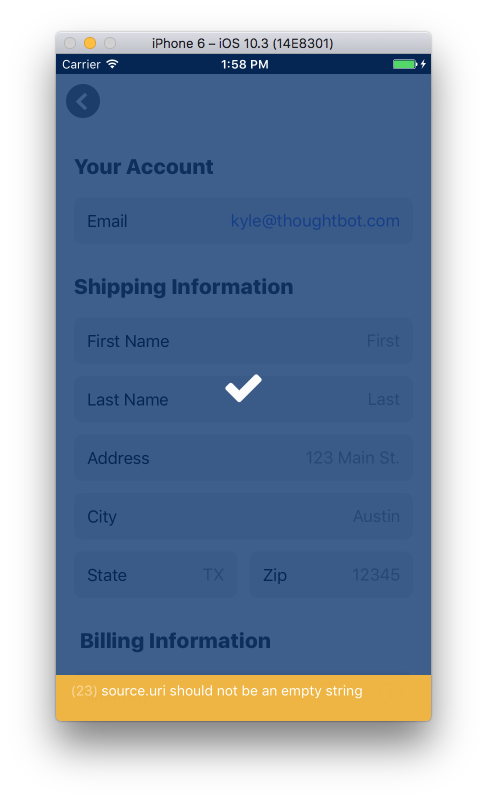 iPhone 6 – iOS 10.3 (14E8301)
Carrier 1:58 PM
Your Account
Email kyle@thoughtbot.com
Shipping Information
First Name First
Last Name Last
Address 123 Main St.
City Austin
State TX Zip 12345
Billing Information
(23) source.uri should not be an empty string